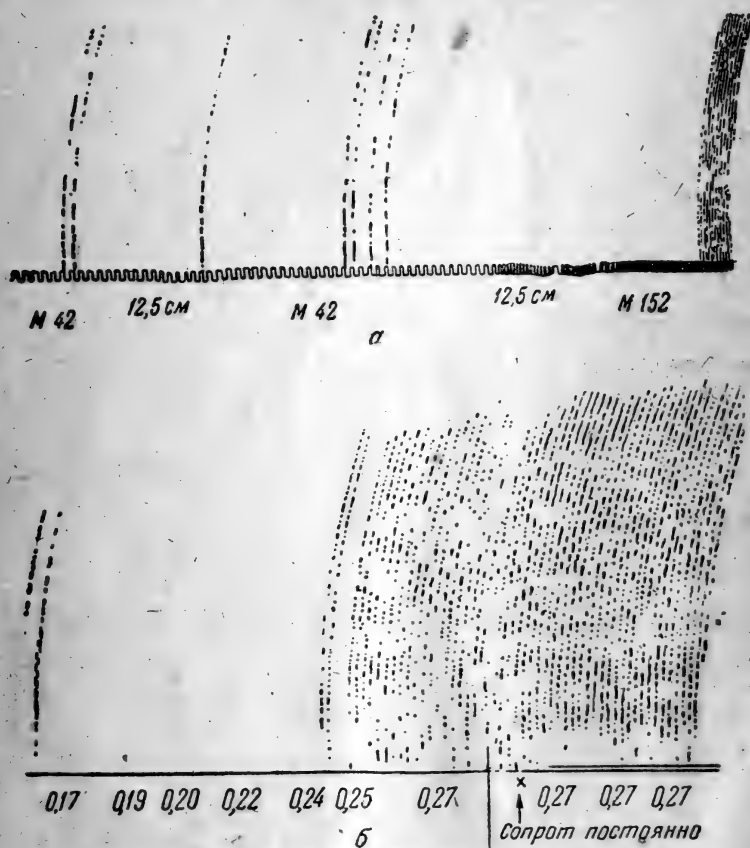 М 42 12,5 см М 42 12,5 см М 152
а
0,17 0,19 0,20 0,22 0,24 0,25 0,27 х 0,27 0,27 0,27
б Сопрот постоянно